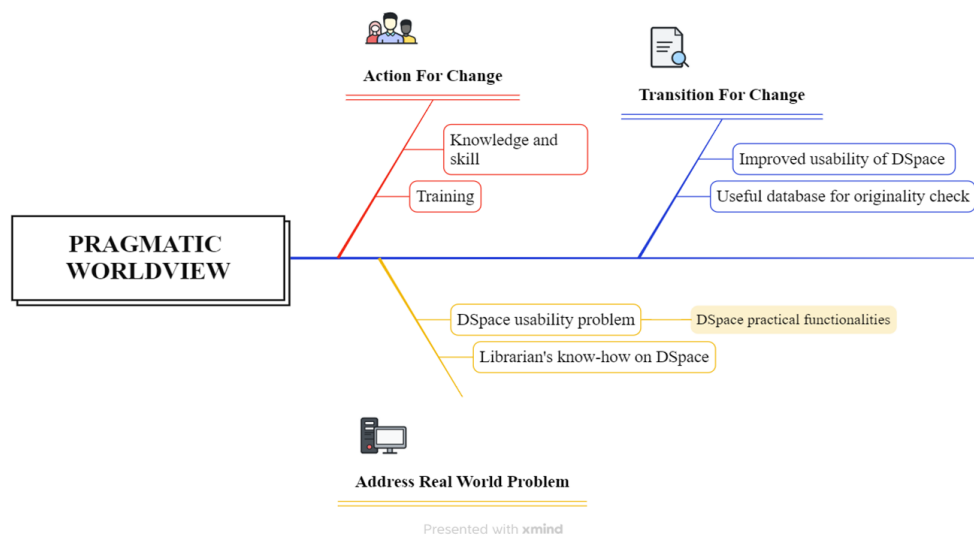 Action For Change
Transition For Change
Knowledge and
skill
Improved usability of DSpace
Training
Useful database for originality check
PRAGMATIC
WORLDVIEW
DSpace usability problem
DSpace practical functionalities
Librarian's know-how on DSpace
Address Real World Problem
Presented with xmind